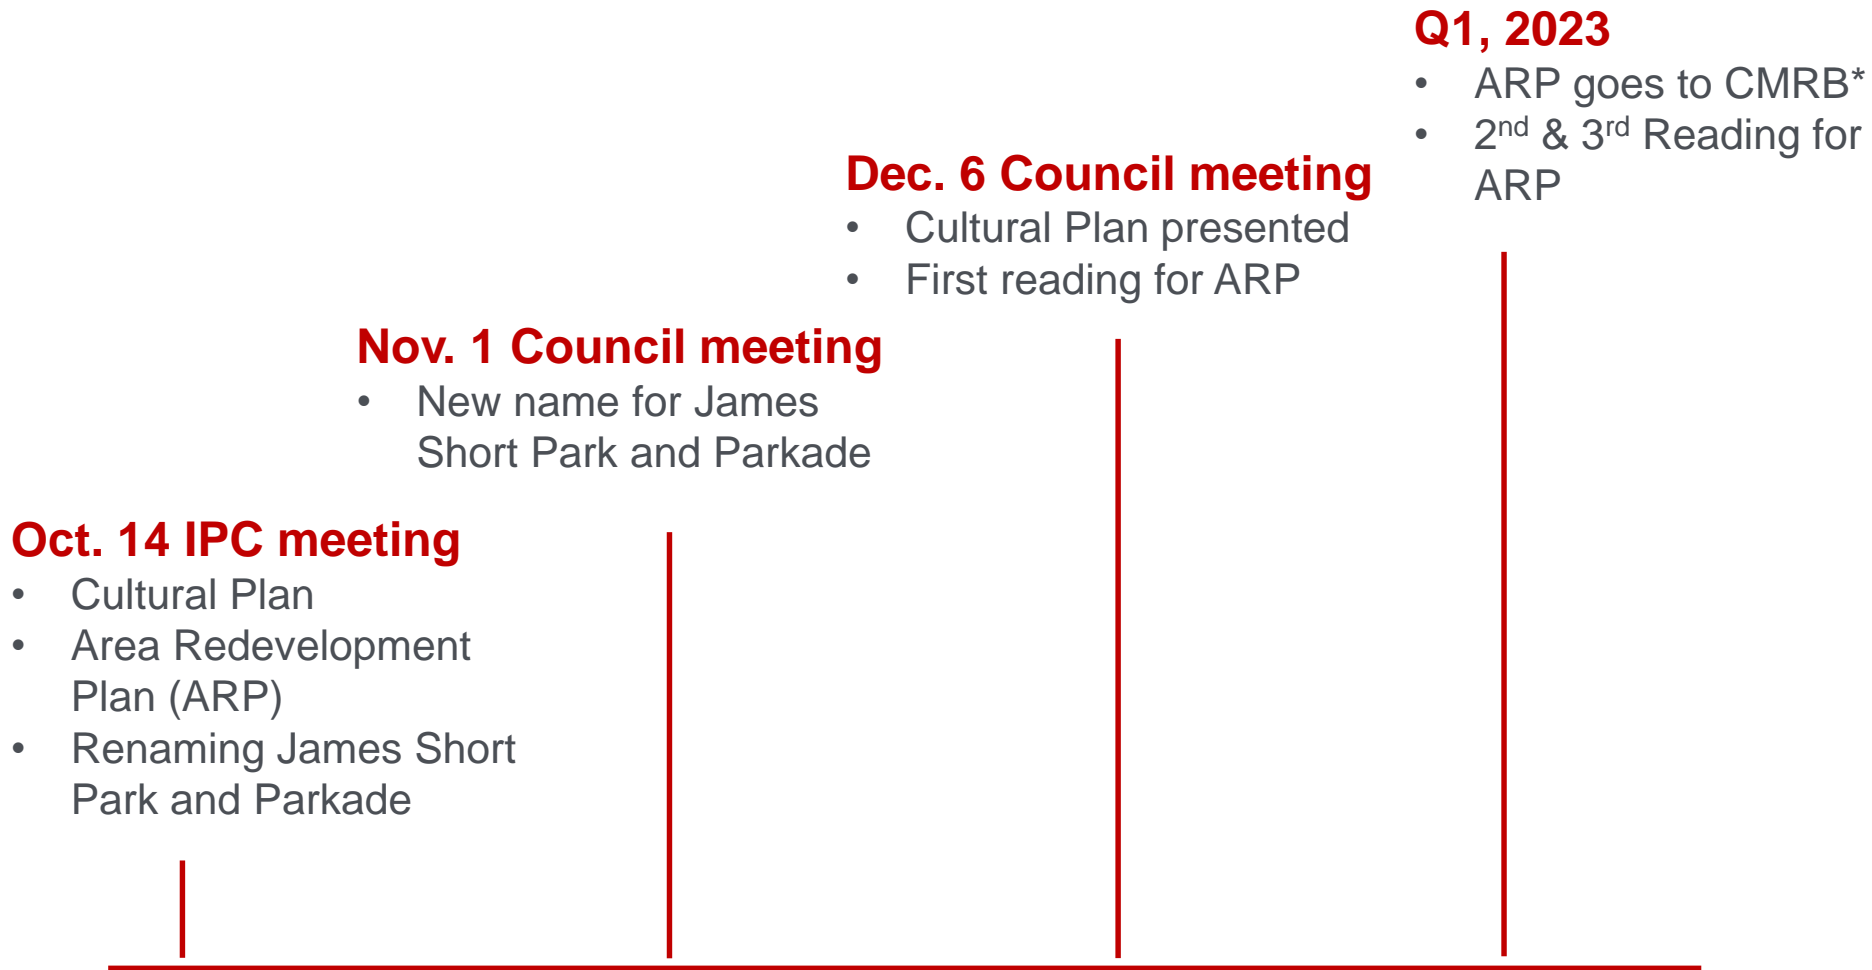 Oct. 14 IPC meeting
• Cultural Plan
• Area Redevelopment
Plan (ARP)
• Renaming James Short
Park and Parkade
Nov. 1 Council meeting
• New name for James
Short Park and Parkade
Dec. 6 Council meeting
• Cultural Plan presented
• First reading for ARP
Q1, 2023
• ARP goes to CMRB*
• 2nd & 3rd Reading for
ARP